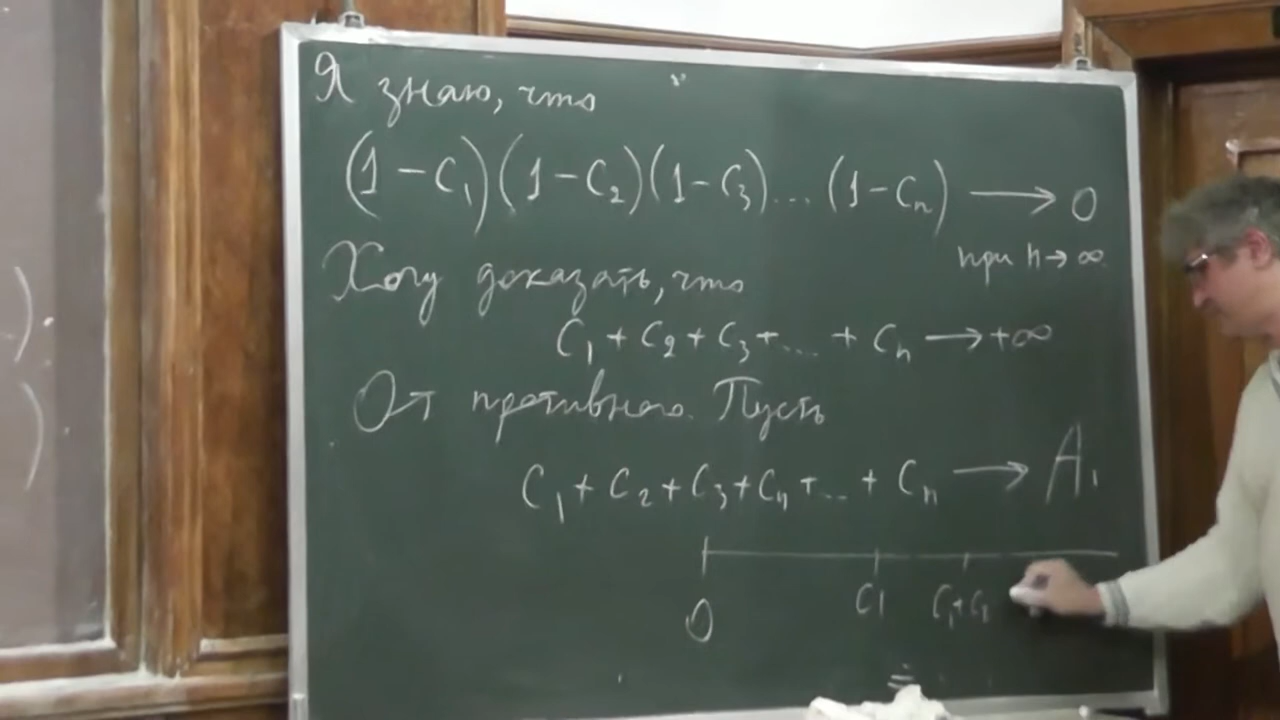 Я знаю, что
(1-C₁)(1-C₂)(1-C₃)...(1-Cₙ) → 0
при n→∞
Хочу доказать, что
C₁+C₂+C₃+...+Cₙ→+∞
От противного. Пусть
C₁+C₂+C₃+C₄+...+Cₙ → A₁
0 C₁ C₁+C₂